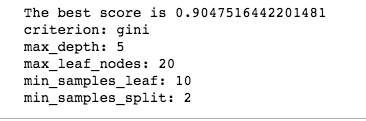 The best score is 0.9047516442201481
criterion: gini
max_depth: 5
max_leaf_nodes: 20
min_samples_leaf: 10
min_samples_split: 2